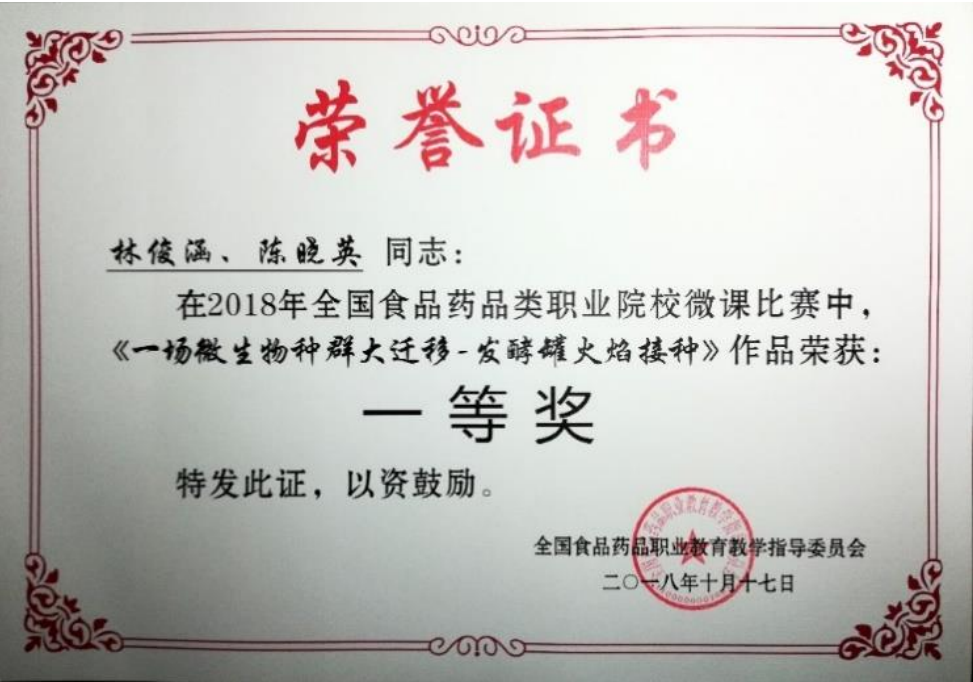 荣誉证书
林俊涵、陈晓英 同志：
在2018年全国食品药品类职业院校微课比赛中，
《一场微生物种群大迁移-发酵罐火焰接种》作品荣获：
一等奖
特发此证，以资鼓励。
全国食品药品职业教育教学指导委员会
二〇一八年十月十七日